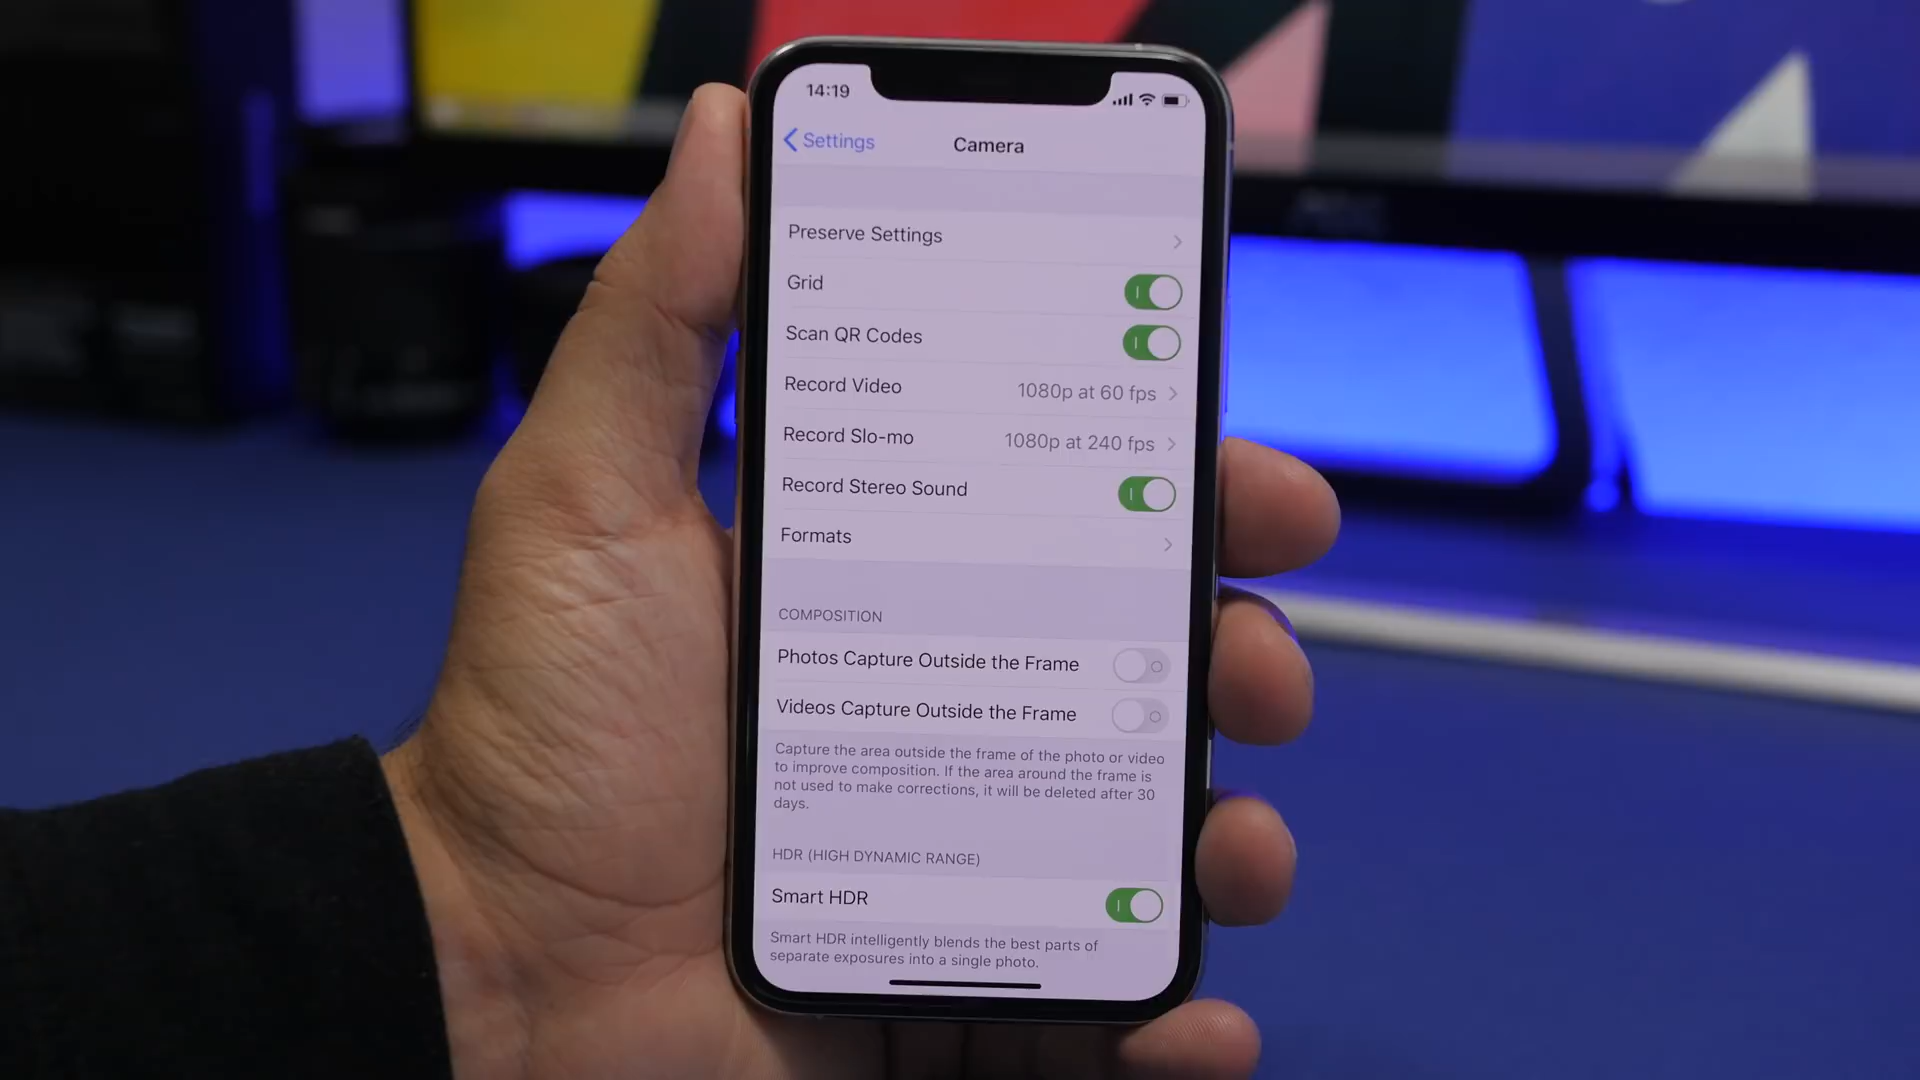 14:19
Settings
Camera
Preserve Settings
Grid
Scan QR Codes
Record Video 1080p at 60 fps
Record Slo-mo 1080p at 240 fps
Record Stereo Sound
Formats
COMPOSITION
Photos Capture Outside the Frame
Videos Capture Outside the Frame
Capture the area outside the frame of the photo or video
to improve composition. If the area around the frame is
not used to make corrections, it will be deleted after 30
days.
HDR (HIGH DYNAMIC RANGE)
Smart HDR
Smart HDR intelligently blends the best parts of
separate exposures into a single photo.